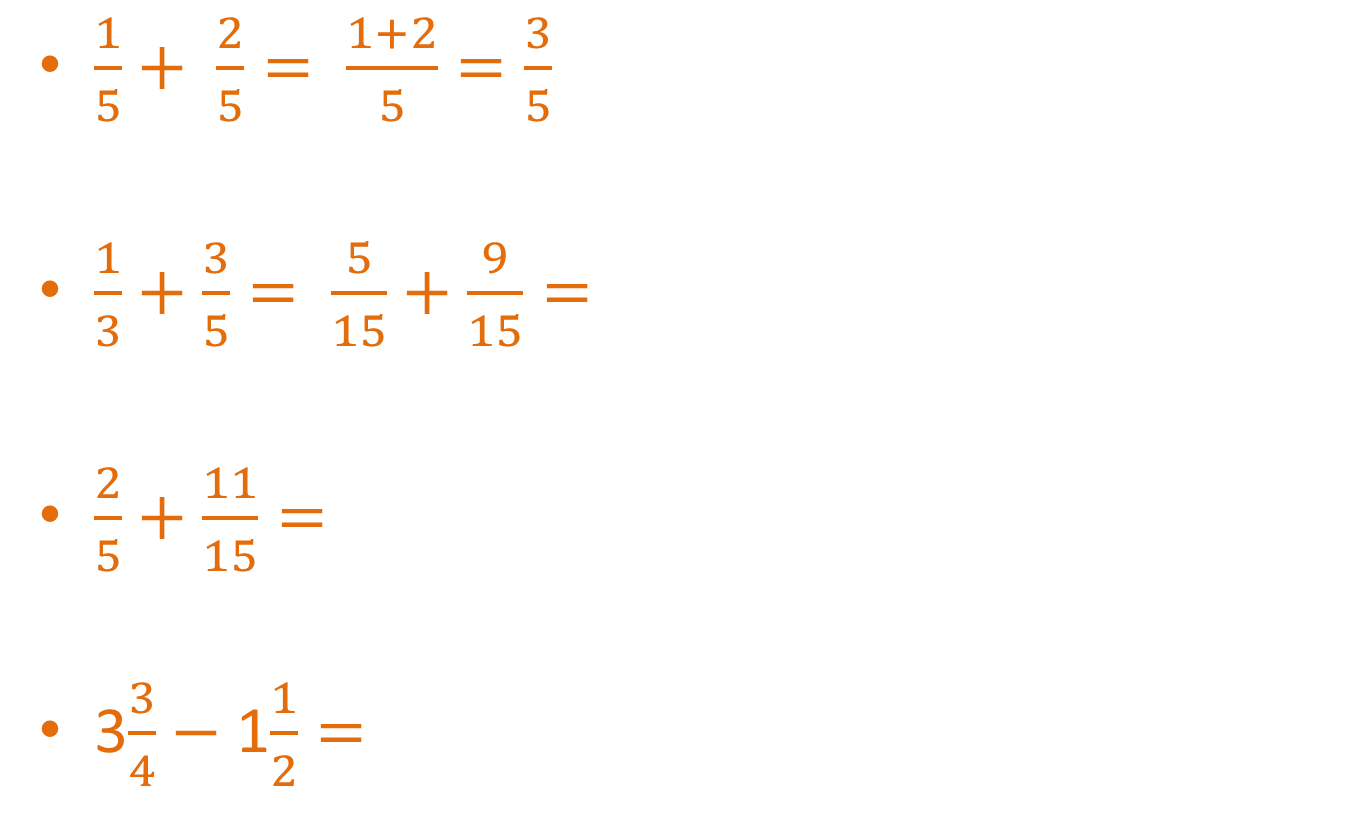 • 1/5 + 2/5 = 1+2/5 = 3/5
• 1/3 + 3/5 = 5/15 + 9/15 =
• 2/5 + 11/15 =
• 3 3/4 − 1 1/2 =